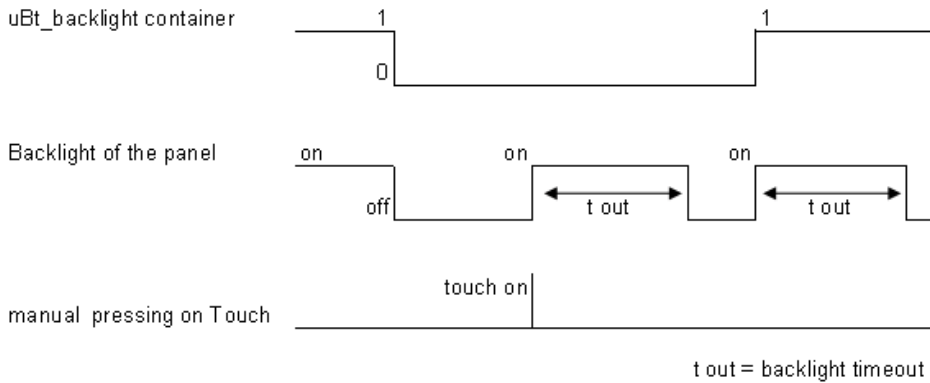 uBt_backlight container 1 1
0
Backlight of the panel on on on
off t out t out
touch on
manual pressing on Touch
t out = backlight timeout